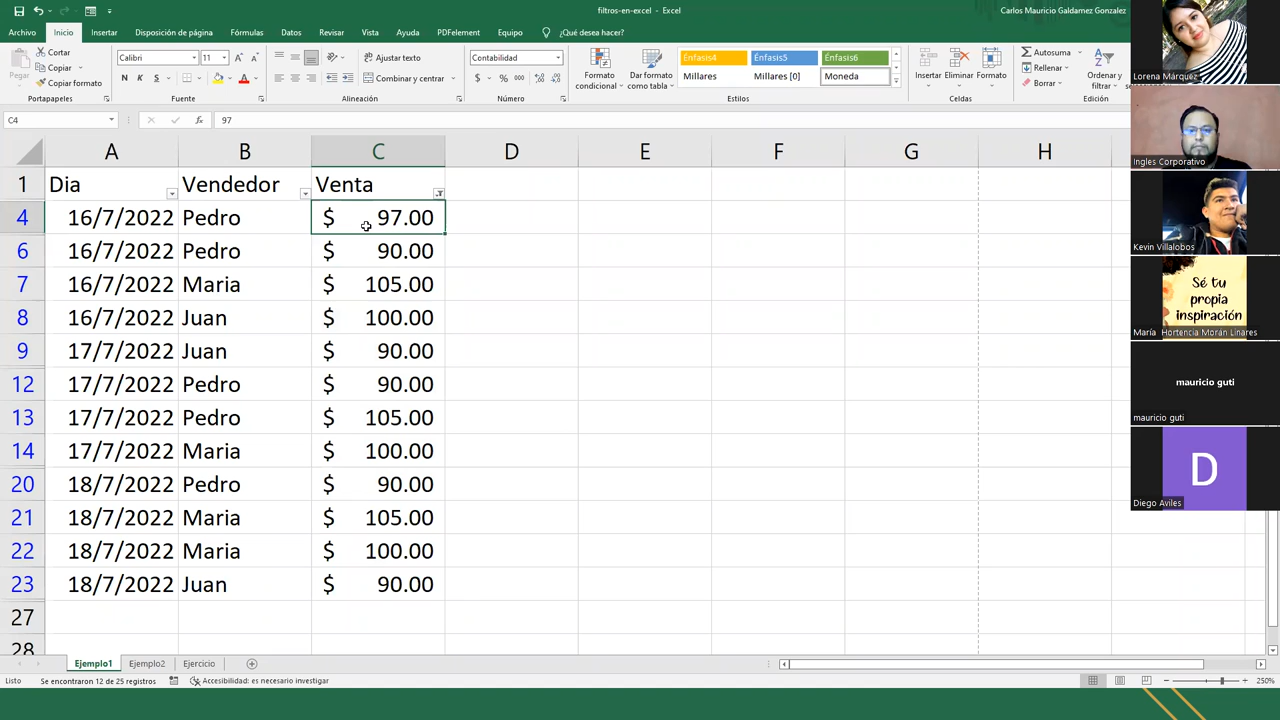 filtros-en-excel - Excel
Carlos Mauricio Galdamez Gonzalez
Archivo Inicio Insertar Disposición de página Fórmulas Datos Revisar Vista Ayuda PDFelement Equipo ¿Qué desea hacer?
Pegar
Cortar
Copiar
Copiar formato
Portapapeles
Calibri 11
N K S
Fuente
Ajustar texto
Combinar y centrar
Alineación
Contabilidad
$ % 000
Número
Formato condicional
Dar formato como tabla
Énfasis5 Énfasis5 Énfasis6
Millares Millares [0] Moneda
Estilos
Insertar Eliminar Formato
Celdas
Autosuma
Rellenar
Borrar
Ordenar y filtrar
Edición
C4 fx 97
A B C D E F G H
1 Dia Vendedor Venta
4 16/7/2022 Pedro $ 97.00
6 16/7/2022 Pedro $ 90.00
7 16/7/2022 Maria $ 105.00
8 16/7/2022 Juan $ 100.00
9 17/7/2022 Juan $ 90.00
12 17/7/2022 Pedro $ 90.00
13 17/7/2022 Pedro $ 105.00
14 17/7/2022 Maria $ 100.00
20 18/7/2022 Pedro $ 90.00
21 18/7/2022 Maria $ 105.00
22 18/7/2022 Maria $ 100.00
23 18/7/2022 Juan $ 90.00
27
28
Ejemplo1 Ejemplo2 Ejercicio
Listo Se encontraron 12 de 25 registros Accesibilidad: es necesario investigar
250%
Lorena Márquez
Ingles Corporativo
Kevin Villalobos
Sé tu
propia
inspiración
María Hortencia Morán Linares
mauricio guti
mauricio guti
D
Diego Aviles